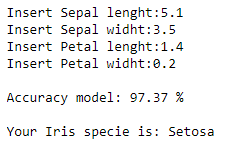 Insert Sepal lenght:5.1
Insert Sepal widht:3.5
Insert Petal lenght:1.4
Insert Petal widht:0.2
Accuracy model: 97.37 %
Your Iris specie is: Setosa